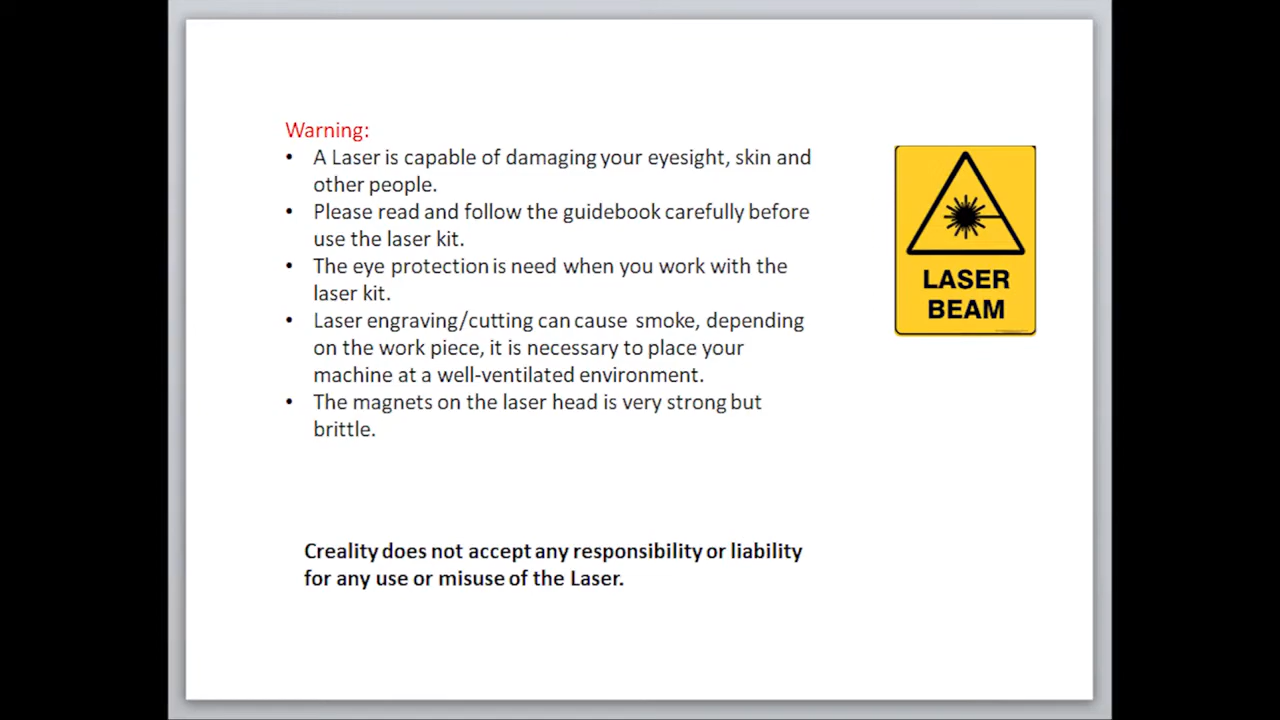 Warning:
• A Laser is capable of damaging your eyesight, skin and
other people.
• Please read and follow the guidebook carefully before
use the laser kit.
• The eye protection is need when you work with the
laser kit.
• Laser engraving/cutting can cause smoke, depending
on the work piece, it is necessary to place your
machine at a well-ventilated environment.
• The magnets on the laser head is very strong but
brittle.
LASER
BEAM
Creality does not accept any responsibility or liability
for any use or misuse of the Laser.